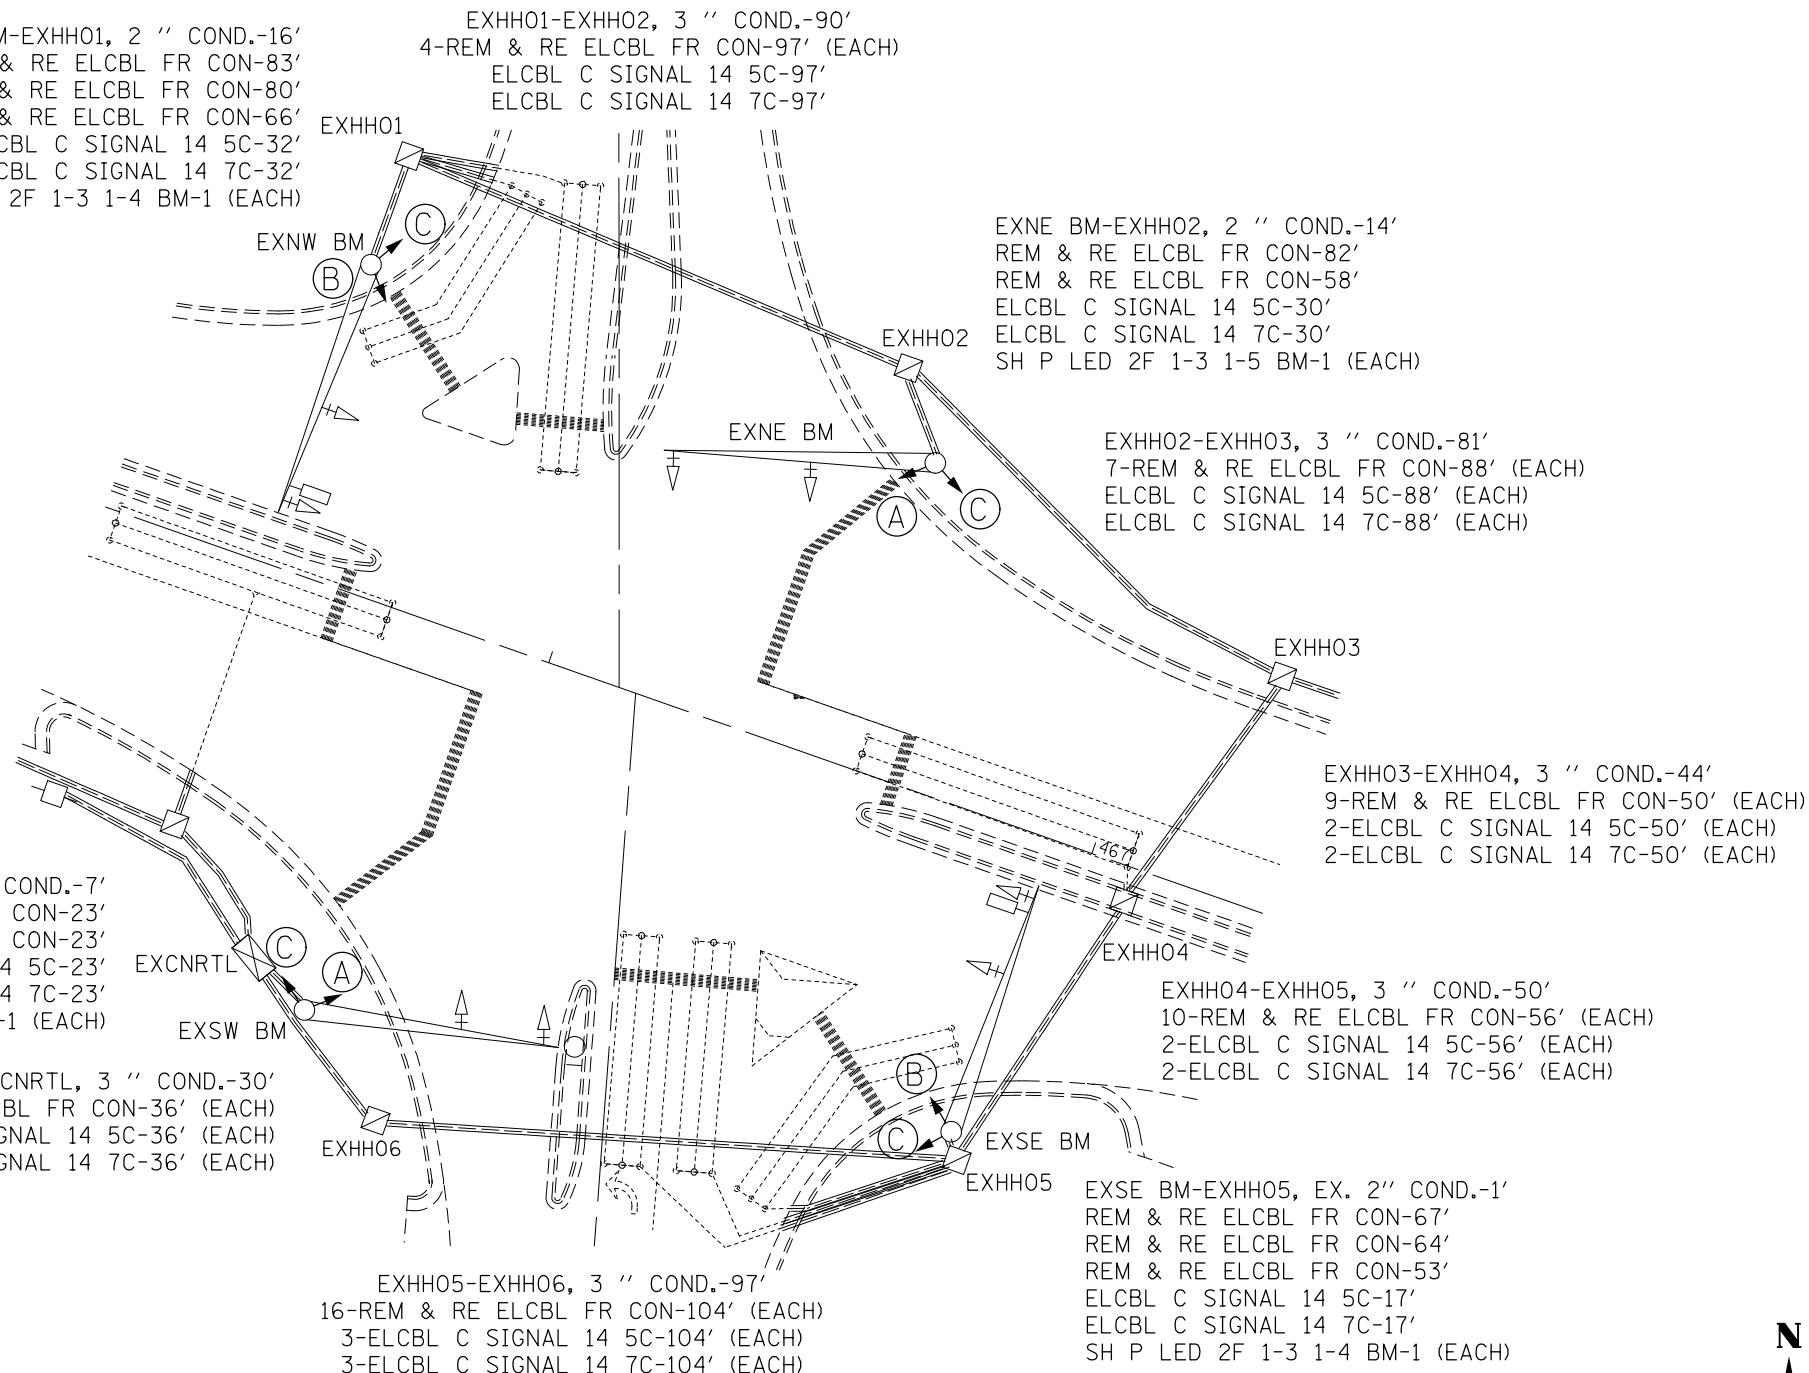 M-EXHH01, 2 ″ COND.-16′
& RE ELCBL FR CON-83′
& RE ELCBL FR CON-80′
& RE ELCBL FR CON-66′
CBL C SIGNAL 14 5C-32′
CBL C SIGNAL 14 7C-32′
2F 1-3 1-4 BM-1 (EACH)
EXHH01-EXHH02, 3 ″ COND.-90′
4-REM & RE ELCBL FR CON-97′ (EACH)
ELCBL C SIGNAL 14 5C-97′
ELCBL C SIGNAL 14 7C-97′
EXHH01
EXNW BM
C
B
EXNE BM-EXHH02, 2 ″ COND.-14′
REM & RE ELCBL FR CON-82′
REM & RE ELCBL FR CON-58′
ELCBL C SIGNAL 14 5C-30′
ELCBL C SIGNAL 14 7C-30′
SH P LED 2F 1-3 1-5 BM-1 (EACH)
EXHH02
EXNE BM
A
C
EXHH02-EXHH03, 3 ″ COND.-81′
7-REM & RE ELCBL FR CON-88′ (EACH)
ELCBL C SIGNAL 14 5C-88′ (EACH)
ELCBL C SIGNAL 14 7C-88′ (EACH)
EXHH03
EXHH03-EXHH04, 3 ″ COND.-44′
9-REM & RE ELCBL FR CON-50′ (EACH)
2-ELCBL C SIGNAL 14 5C-50′ (EACH)
2-ELCBL C SIGNAL 14 7C-50′ (EACH)
1467
EXHH04
EXHH04-EXHH05, 3 ″ COND.-50′
10-REM & RE ELCBL FR CON-56′ (EACH)
2-ELCBL C SIGNAL 14 5C-56′ (EACH)
2-ELCBL C SIGNAL 14 7C-56′ (EACH)
COND.-7′
CON-23′
CON-23′
4 5C-23′
4 7C-23′
-1 (EACH)
EXCNRTL
C
A
EXSW BM
CNRTL, 3 ″ COND.-30′
CBL FR CON-36′ (EACH)
GNAL 14 5C-36′ (EACH)
GNAL 14 7C-36′ (EACH)
EXHH06
B
C
EXSE BM
EXHH05
EXSE BM-EXHH05, EX. 2″ COND.-1′
REM & RE ELCBL FR CON-67′
REM & RE ELCBL FR CON-64′
REM & RE ELCBL FR CON-53′
ELCBL C SIGNAL 14 5C-17′
ELCBL C SIGNAL 14 7C-17′
SH P LED 2F 1-3 1-4 BM-1 (EACH)
EXHH05-EXHH06, 3 ″ COND.-97′
16-REM & RE ELCBL FR CON-104′ (EACH)
3-ELCBL C SIGNAL 14 5C-104′ (EACH)
3-ELCBL C SIGNAL 14 7C-104′ (EACH)
N